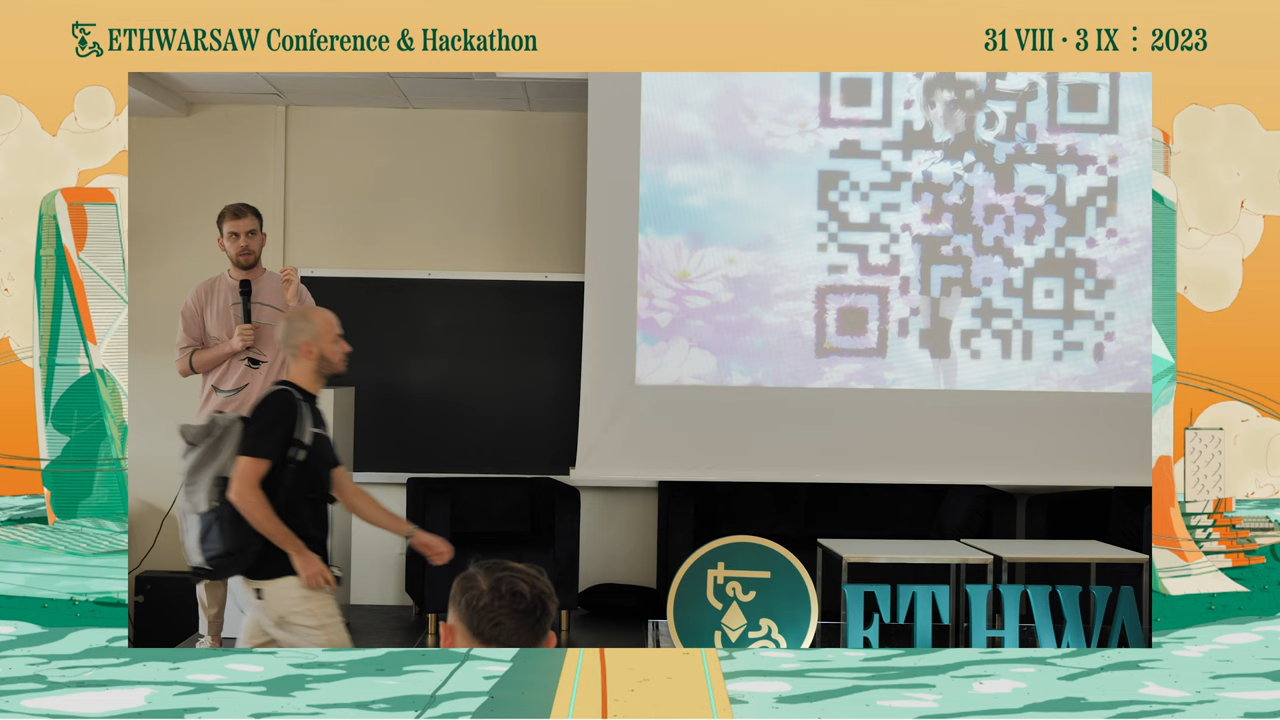 ETHWARSAW Conference & Hackathon
31 VIII · 3 IX ⋮ 2023
ETHWA